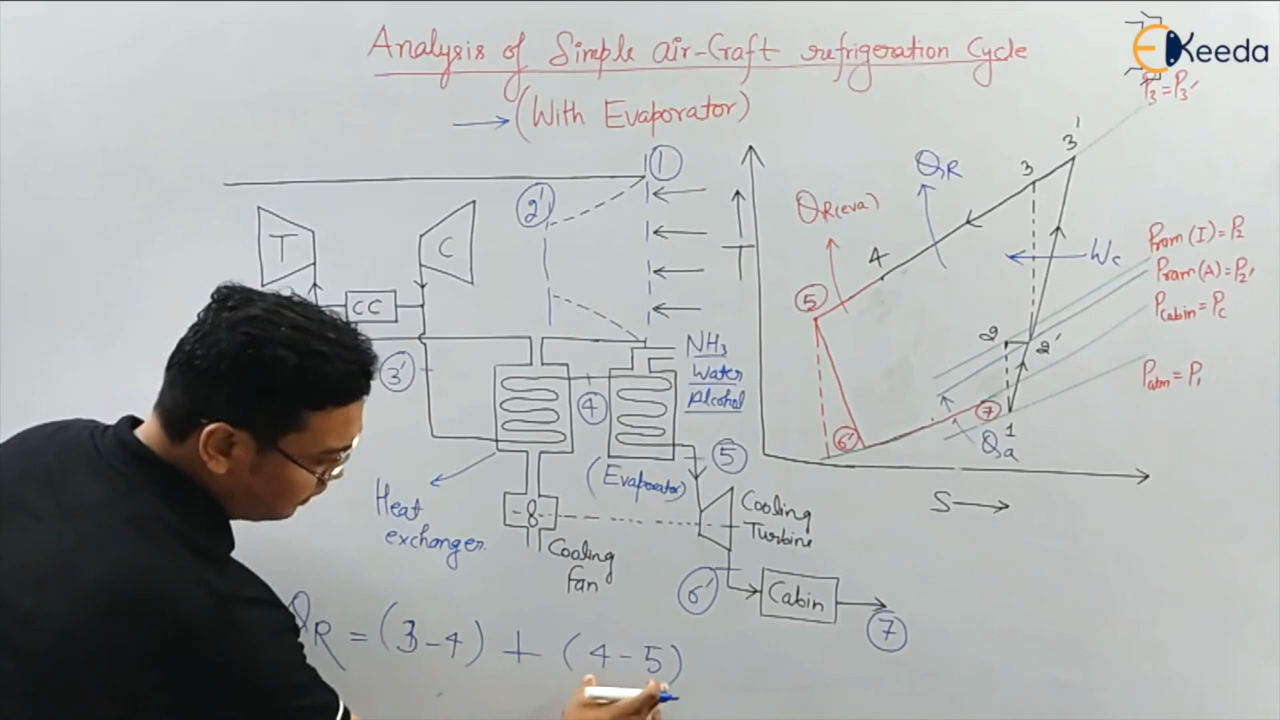 Analysis of Simple air-Craft refrigeration Cycle
(With Evaporator)
EKeeda
P3=P3'
1
2'
T
C
CC
3'
4
NH3
Water
Alcohol
5
(Evaporator)
Heat
exchanger.
8
Cooling
fan
Cooling
Turbine
6'
Cabin
7
QR = (3-4) + (4-5)
T
QR(eva)
QR
3
3'
4
5
Wc
2
2'
6'
7
1
Qa
S
Pram (I) = P2
Pram (A) = P2'
Pcabin = Pc
Patm = P1